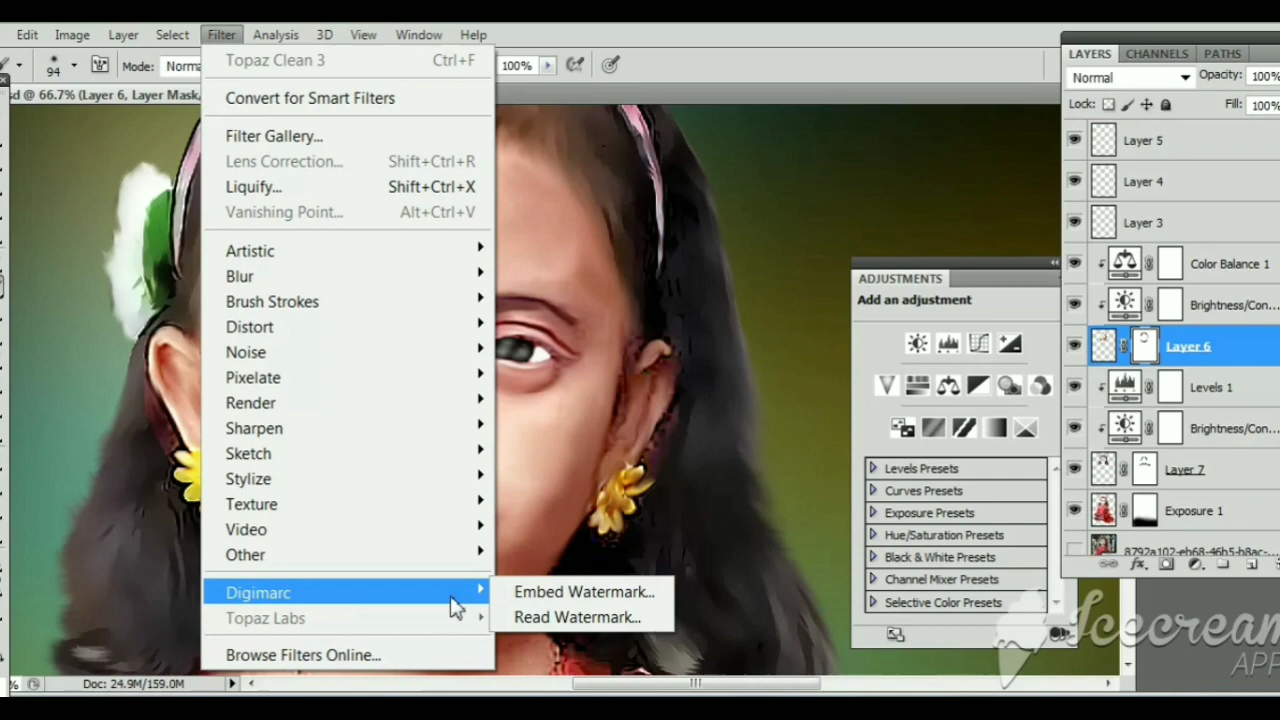 Edit Image Layer Select Filter Analysis 3D View Window Help
94 Mode: Norma 100%
sd @ 66.7% (Layer 6, Layer Mask,
Topaz Clean 3 Ctrl+F
Convert for Smart Filters
Filter Gallery...
Lens Correction... Shift+Ctrl+R
Liquify... Shift+Ctrl+X
Vanishing Point... Alt+Ctrl+V
Artistic
Blur
Brush Strokes
Distort
Noise
Pixelate
Render
Sharpen
Sketch
Stylize
Texture
Video
Other
Digimarc
Embed Watermark...
Read Watermark...
Topaz Labs
Browse Filters Online...
% Doc: 24.9M/159.0M
ADJUSTMENTS
Add an adjustment
Levels Presets
Curves Presets
Exposure Presets
Hue/Saturation Presets
Black & White Presets
Channel Mixer Presets
Selective Color Presets
LAYERS CHANNELS PATHS
Normal Opacity: 100%
Lock: Fill: 100%
Layer 5
Layer 4
Layer 3
Color Balance 1
Brightness/Con...
Layer 6
Levels 1
Brightness/Con...
Layer 7
Exposure 1
8792a102-eb68-46b5-b8ac-...
Icecream
APP